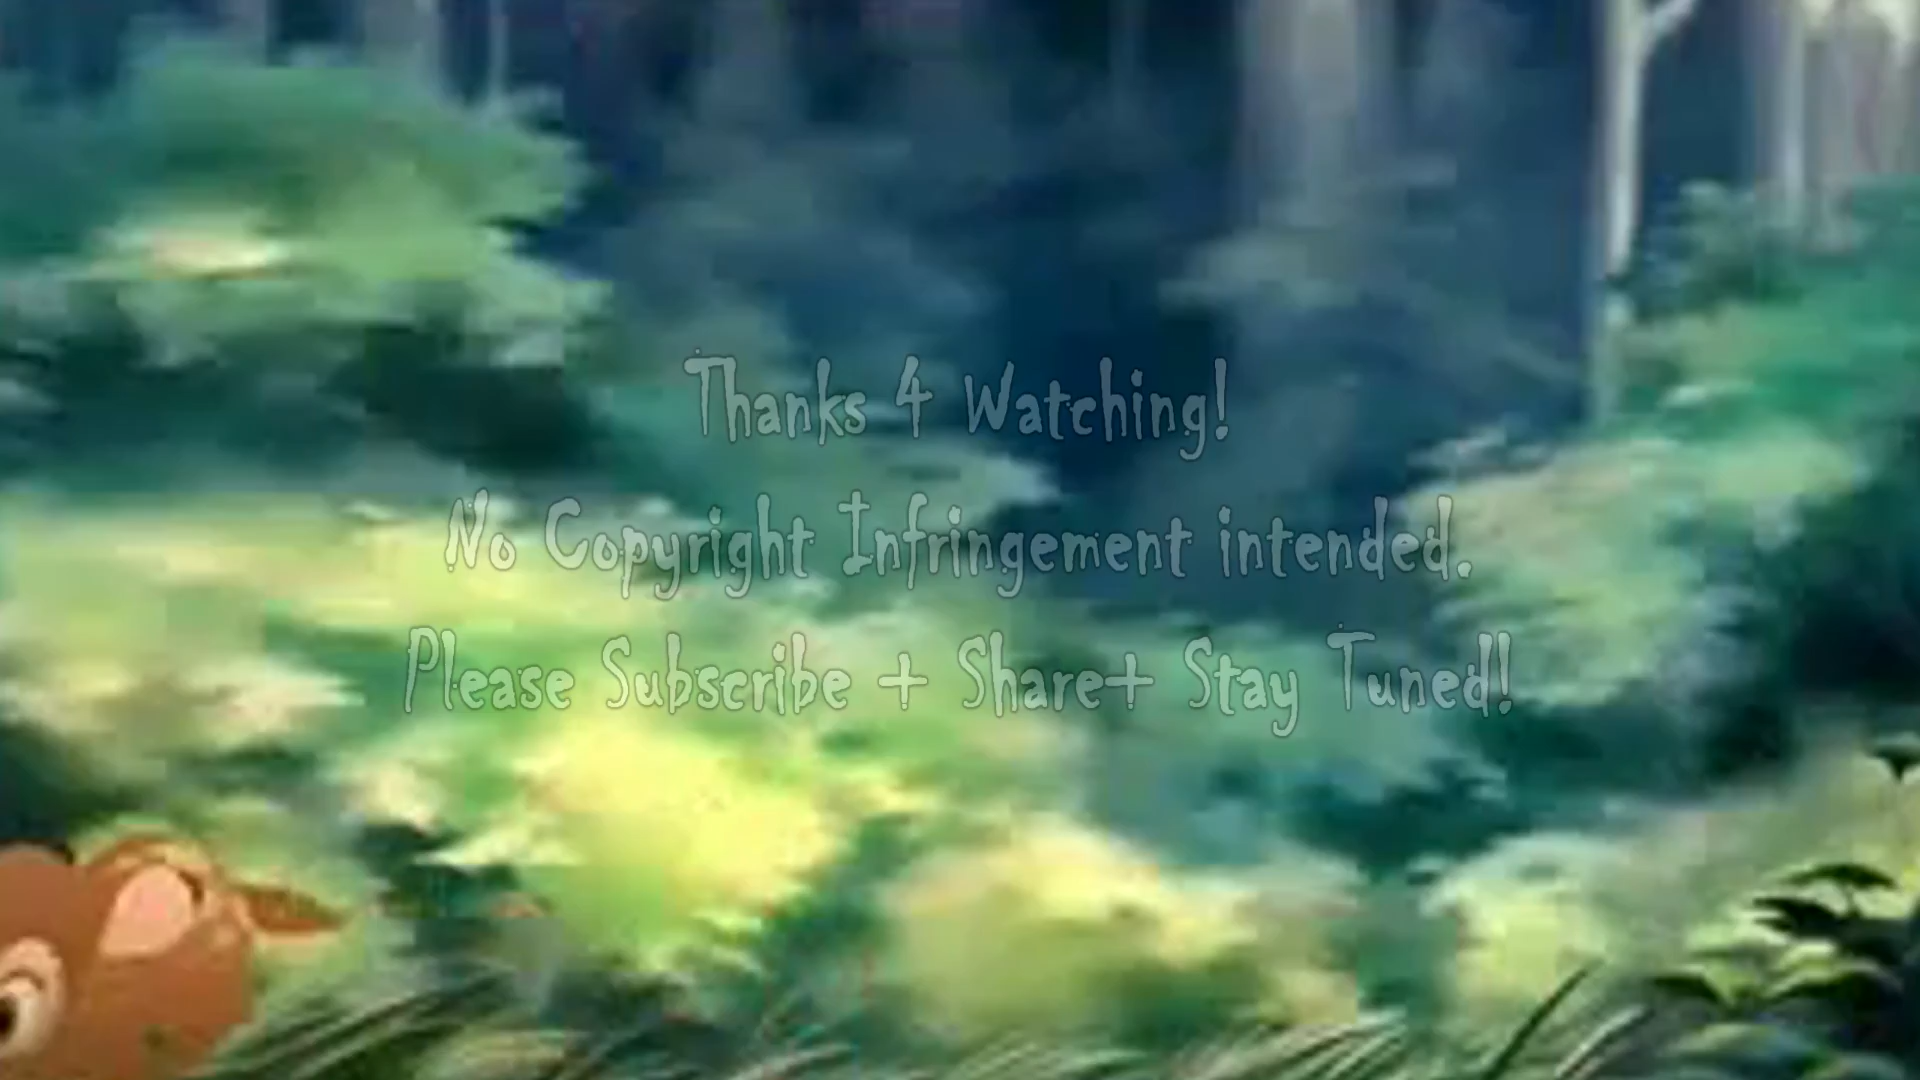 Thanks 4 Watching!
No Copyright Infringement intended.
Please Subscribe + Share+ Stay Tuned!